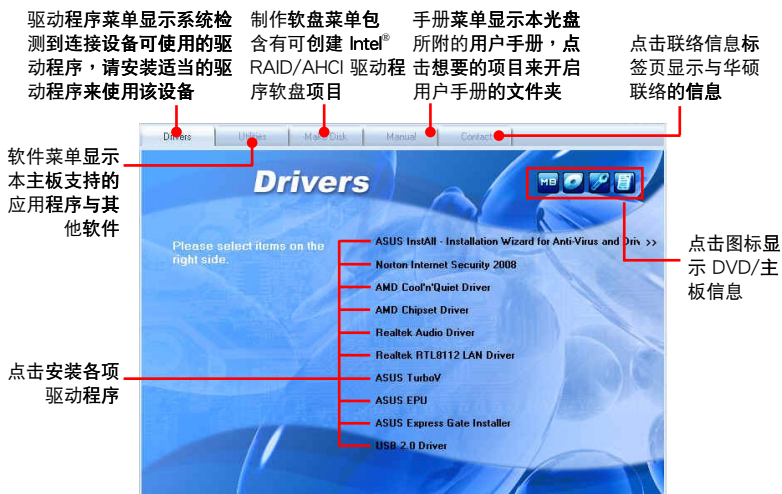 驱动程序菜单显示系统检
测到连接设备可使用的驱
动程序，请安装适当的驱
动程序来使用该设备
制作软盘菜单包
含有可创建 Intel®
RAID/AHCI 驱动程
序软盘项目
手册菜单显示本光盘
所附的用户手册，点
击想要的项目来开启
用户手册的文件夹
点击联络信息标
签页显示与华硕
联络的信息
Drivers
Utilities
Make Disk
Manual
Contact
软件菜单显示
本主板支持的
应用程序与其
他软件
Drivers
MB
点击图标显
示 DVD/主
板信息
Please select items on the
right side.
ASUS InstAll - Installation Wizard for Anti-Virus and Driv >>
Norton Internet Security 2008
AMD Cool'n'Quiet Driver
AMD Chipset Driver
Realtek Audio Driver
Realtek RTL8112 LAN Driver
ASUS TurboV
ASUS EPU
ASUS Express Gate Installer
USB 2.0 Driver
点击安装各项
驱动程序